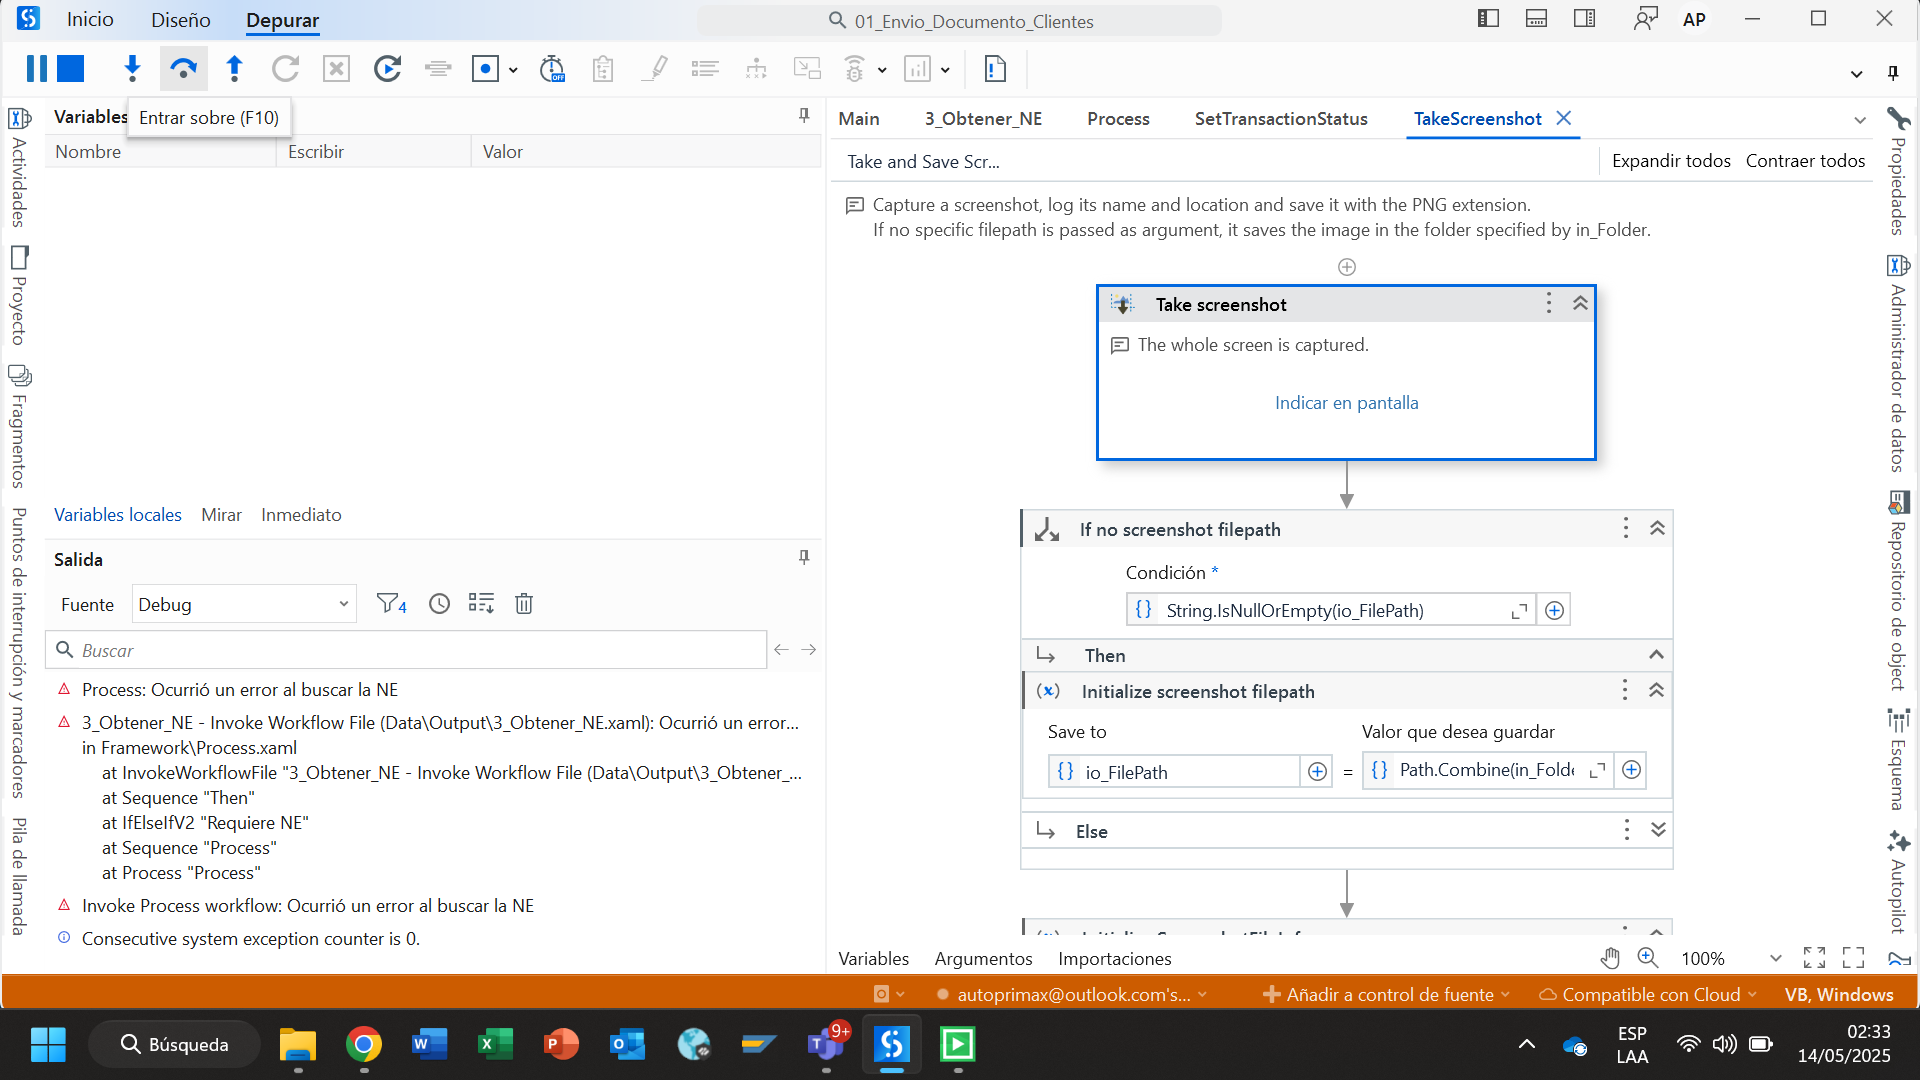 Inicio
Diseño
Depurar
01_Envio_Documento_Clientes
AP
OFF
Entrar sobre (F10)
Actividades
Proyecto
Fragmentos
Puntos de interrupción y marcadores
Pila de llamada
Variables
Nombre
Escribir
Valor
Variables locales
Mirar
Inmediato
Salida
Fuente
Debug
4
Buscar
Process: Ocurrió un error al buscar la NE
3_Obtener_NE - Invoke Workflow File (Data\Output\3_Obtener_NE.xaml): Ocurrió un error...
in Framework\Process.xaml
at InvokeWorkflowFile "3_Obtener_NE - Invoke Workflow File (Data\Output\3_Obtener_...
at Sequence "Then"
at IfElseIfV2 "Requiere NE"
at Sequence "Process"
at Process "Process"
Invoke Process workflow: Ocurrió un error al buscar la NE
Consecutive system exception counter is 0.
Main
3_Obtener_NE
Process
SetTransactionStatus
TakeScreenshot
Take and Save Scr...
Expandir todos
Contraer todos
Capture a screenshot, log its name and location and save it with the PNG extension.
If no specific filepath is passed as argument, it saves the image in the folder specified by in_Folder.
Take screenshot
The whole screen is captured.
Indicar en pantalla
If no screenshot filepath
Condición *
String.IsNullOrEmpty(io_FilePath)
Then
Initialize screenshot filepath
Save to
Valor que desea guardar
io_FilePath
=
Path.Combine(in_Folde
Else
Variables
Argumentos
Importaciones
100%
Propiedades
Administrador de datos
Repositorio de object
Esquema
Autopilot
autoprimax@outlook.com's...
Añadir a control de fuente
Compatible con Cloud
VB, Windows
Búsqueda
9+
ESP
LAA
02:33
14/05/2025